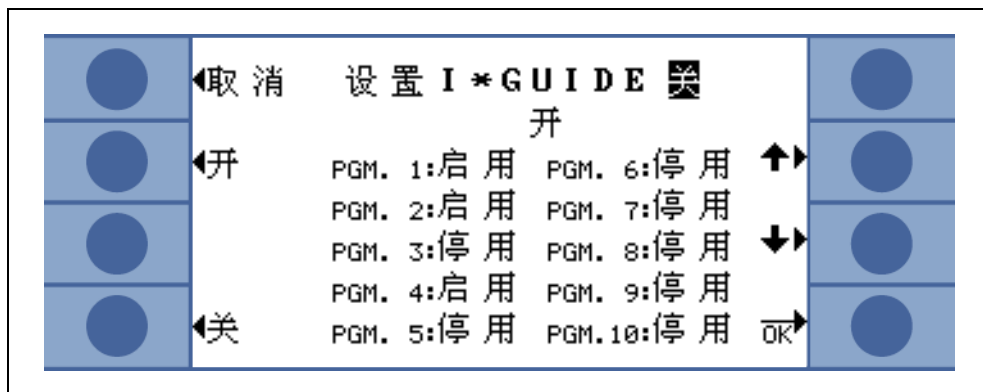 取消 设置I*GUIDE 关
开
开 PGM. 1:启用 PGM. 6:停用
PGM. 2:启用 PGM. 7:停用
PGM. 3:停用 PGM. 8:停用
PGM. 4:启用 PGM. 9:停用
关 PGM. 5:停用 PGM.10:停用 OK